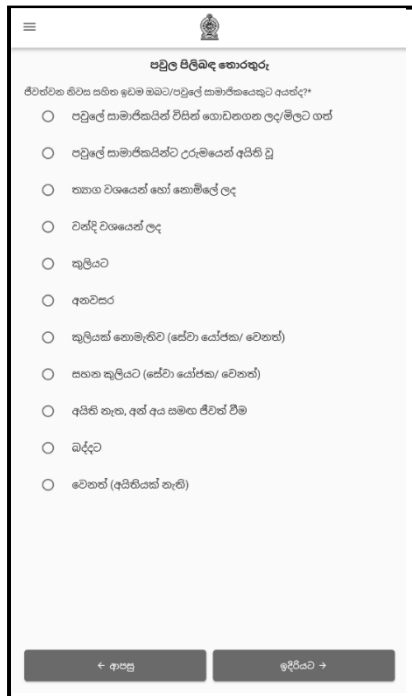 පවුල පිලිබඳ තොරතුරු
ජීවත්වන නිවස සහිත ඉඩම ඔබට/පවුලේ සාමාජිකයෙකුට අයත්ද?*
පවුලේ සාමාජිකයින් විසින් ගොඩනගන ලද/මිලට ගත්
පවුලේ සාමාජිකයින්ට උරුමයෙන් අයිති වූ
ත්‍යාග වශයෙන් හෝ නොමිලේ ලද
වන්දි වශයෙන් ලද
කුලියට
අනවසර
කුලියක් නොමැතිව (සේවා යෝජක/ වෙනත්)
සහන කුලියට (සේවා යෝජක/ වෙනත්)
අයිති නැත, අන් අය සමඟ ජීවත් වීම
බද්දට
වෙනත් (අයිතියක් නැති)
← ආපසු
ඉදිරියට →